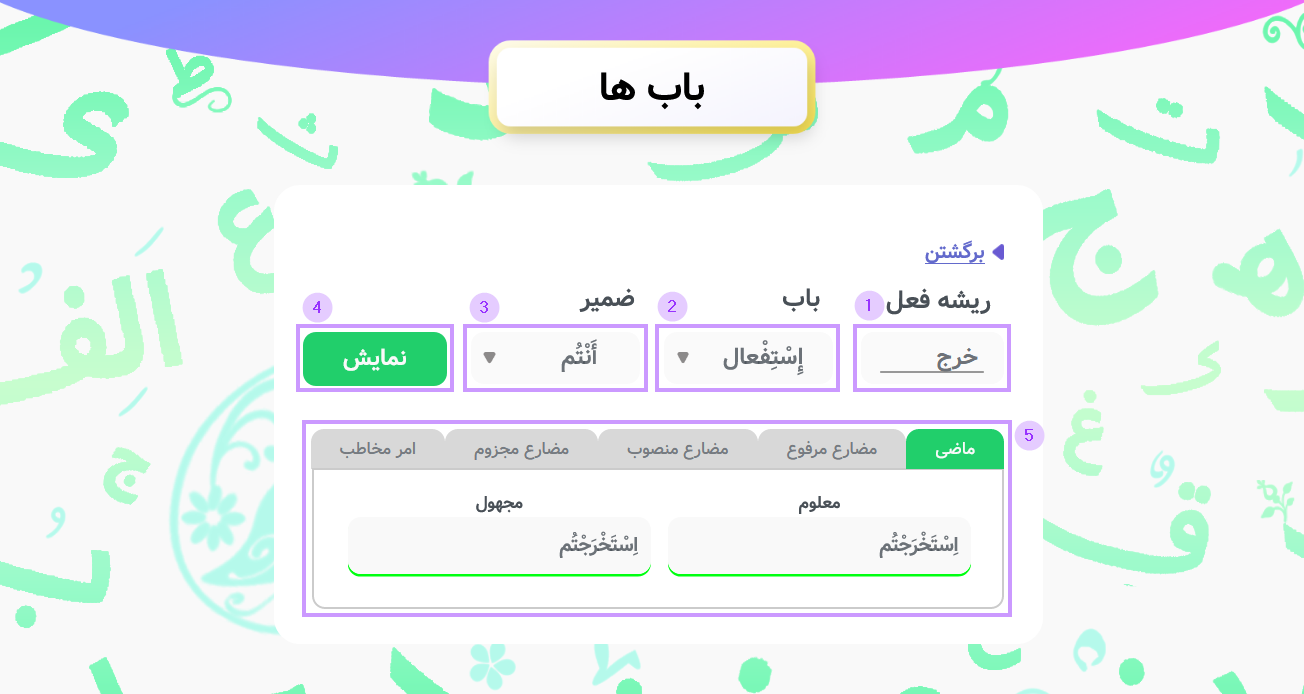 باب ها
برگشتن
ریشه فعل
1
باب
2
ضمیر
3
4
خرج
إِسْتِفْعال
أَنْتُم
نمایش
5
ماضی
مضارع مرفوع
مضارع منصوب
مضارع مجزوم
امر مخاطب
معلوم
مجهول
اِسْتَخْرَجْتُم
اِسْتَخْرَجْتُم